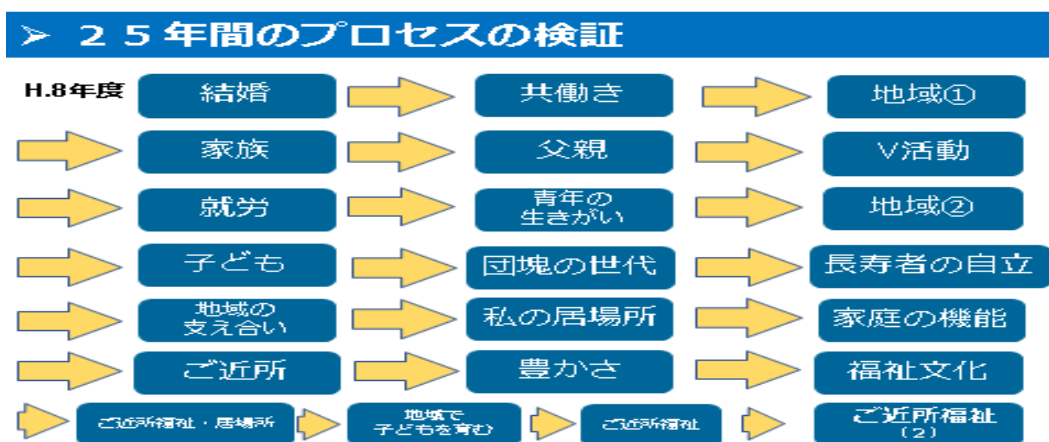 ➢ ２５年間のプロセスの検証
H.8年度 結婚 共働き 地域①
家族 父親 V活動
就労 青年の
生きがい 地域②
子ども 団塊の世代 長寿者の自立
地域の
支え合い 私の居場所 家庭の機能
ご近所 豊かさ 福祉文化
ご近所福祉・居場所 地域で
子どもを育む ご近所福祉 ご近所福祉
（2）